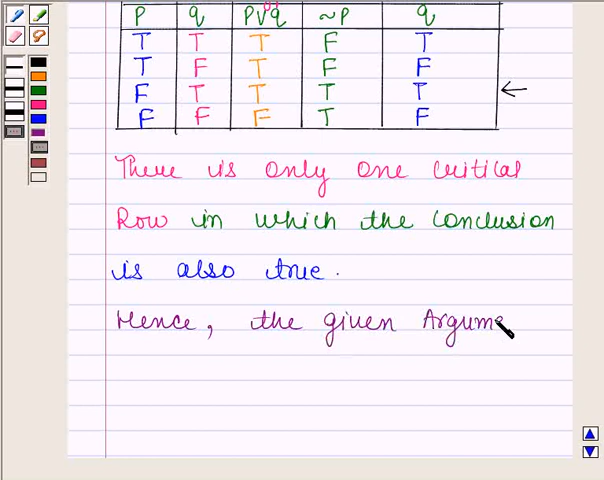 p q p∨q ~p q
T T T F T
T F T F F
F T T T T
F F F T F
There is only one critical
Row in which the conclusion
is also true.
Hence, the given Argume